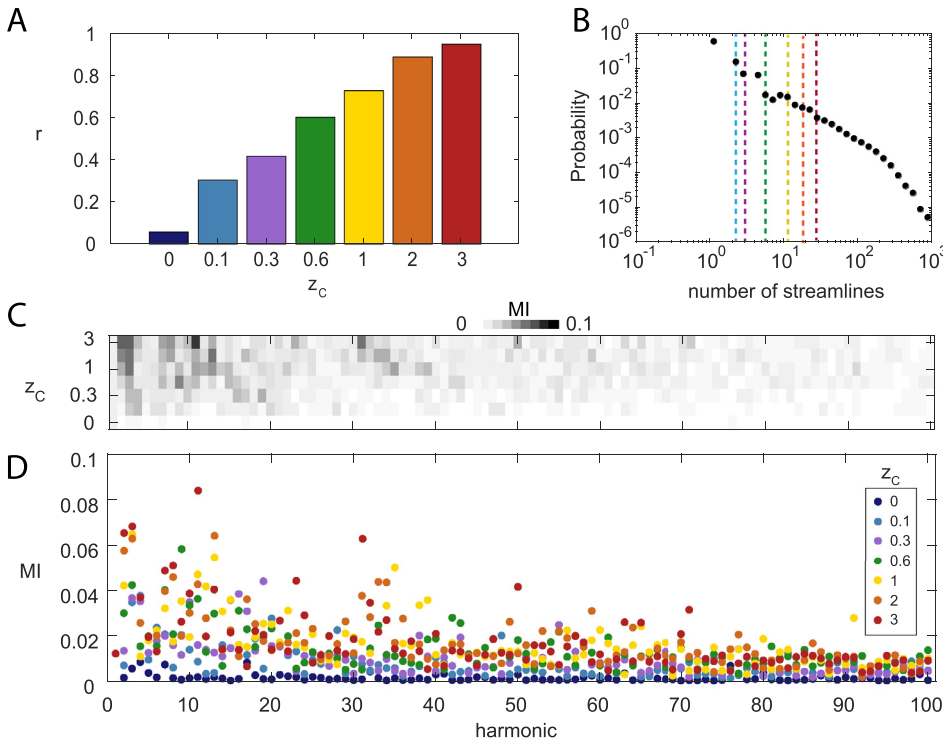 A
B
1
0.8
0.6
0.4
0.2
0
r
0 0.1 0.3 0.6 1 2 3
z_C
10^0
10^-1
10^-2
10^-3
10^-4
10^-5
10^-6
Probability
10^-1 10^0 10^1 10^2 10^3
number of streamlines
C
MI
0 0.1
3
1
0.3
0
z_C
D
0.1
0.08
0.06
0.04
0.02
0
MI
z_C
0
0.1
0.3
0.6
1
2
3
0 10 20 30 40 50 60 70 80 90 100
harmonic